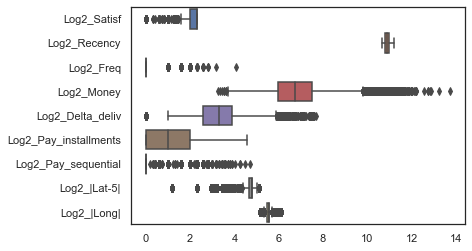 Log2_Satisf
Log2_Recency
Log2_Freq
Log2_Money
Log2_Delta_deliv
Log2_Pay_installments
Log2_Pay_sequential
Log2_|Lat-5|
Log2_|Long|
0 2 4 6 8 10 12 14